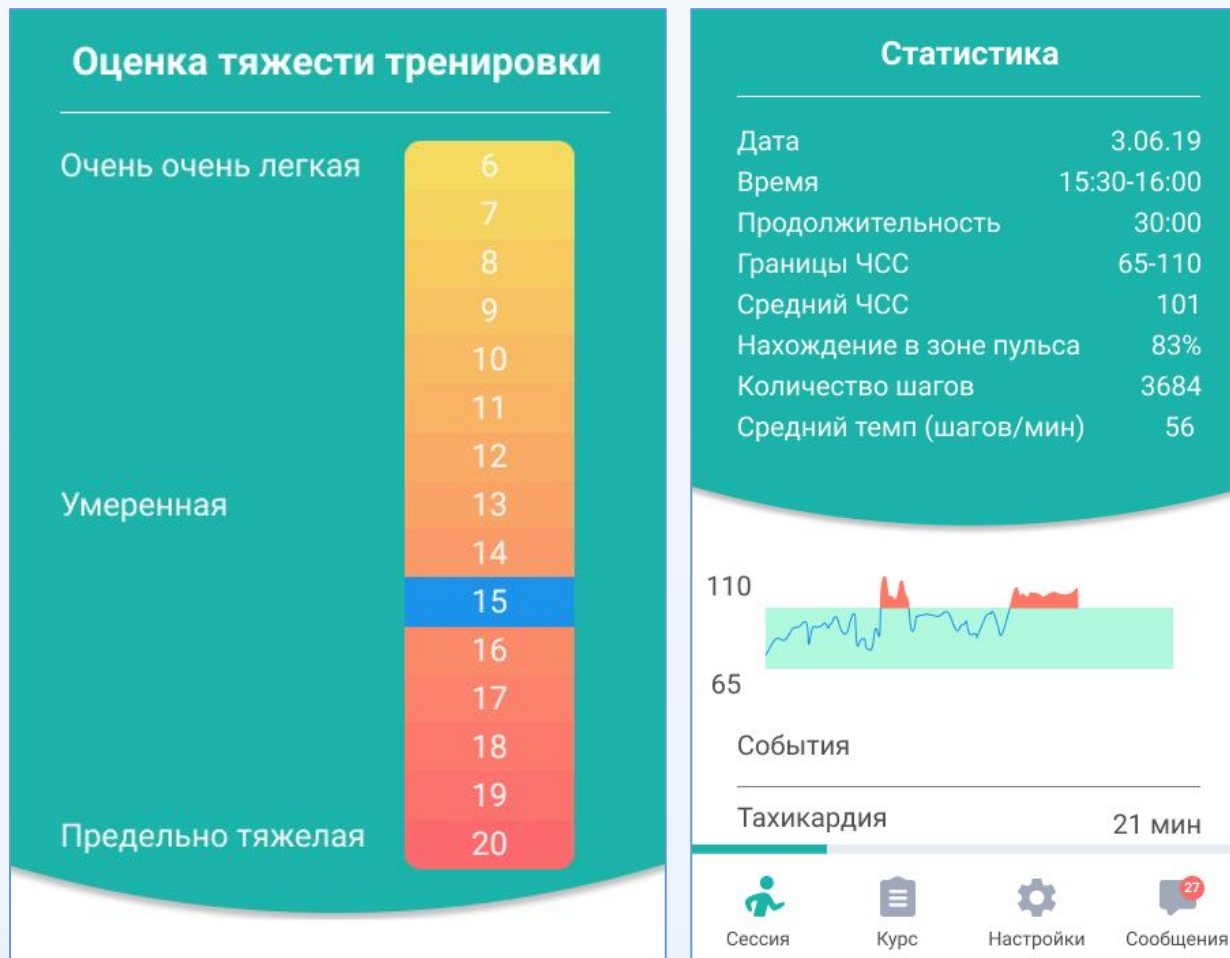 Оценка тяжести тренировки
Очень очень легкая
6
7
8
9
10
11
12
Умеренная
13
14
15
16
17
18
19
Предельно тяжелая
20
Статистика
Дата 3.06.19
Время 15:30-16:00
Продолжительность 30:00
Границы ЧСС 65-110
Средний ЧСС 101
Нахождение в зоне пульса 83%
Количество шагов 3684
Средний темп (шагов/мин) 56
110
65
События
Тахикардия 21 мин
27
Сессия Курс Настройки Сообщения